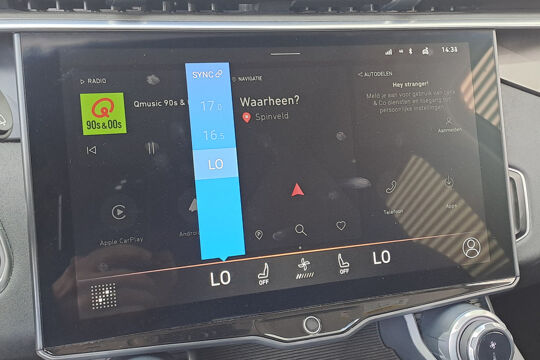 14:38
RADIO
Qmusic 90s &
90s & 00s
SYNC
17.0
16.5
LO
NAVIGATIE
Waarheen?
Spinveld
AUTODELEN
Hey stranger!
Meld je aan voor gebruik van Lynk
& Co diensten en toegang tot
persoonlijke instellingen.
Aanmelden
Apple CarPlay
Android
Telefoon
Apps
LO
OFF
OFF
LO